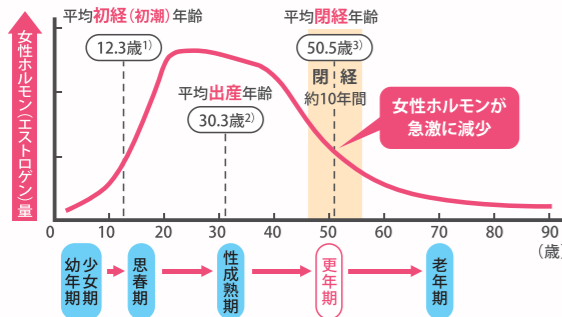 平均初経（初潮）年齢
12.3歳1)
平均出産年齢
30.3歳2)
平均閉経年齢
50.5歳3)
閉経
約10年間
女性ホルモンが
急激に減少
女性ホルモン（エストロゲン）量
0 10 20 30 40 50 60 70 80 90
（歳）
幼年期
少女期
思春期
性成熟期
更年期
老年期